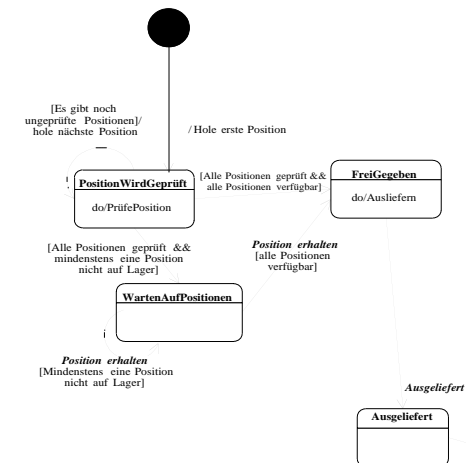 [Es gibt noch
ungeprüfte Positionen]/
hole nächste Position
/ Hole erste Position
PositionWirdGeprüft
do/PrüfePosition
[Alle Positionen geprüft &&
alle Positionen verfügbar]
FreiGegeben
do/Ausliefern
[Alle Positionen geprüft &&
mindestens eine Position
nicht auf Lager]
Position erhalten
[alle Positionen
verfügbar]
WartenAufPositionen
Position erhalten
[Mindestens eine Position
nicht auf Lager]
Ausgeliefert
Ausgeliefert